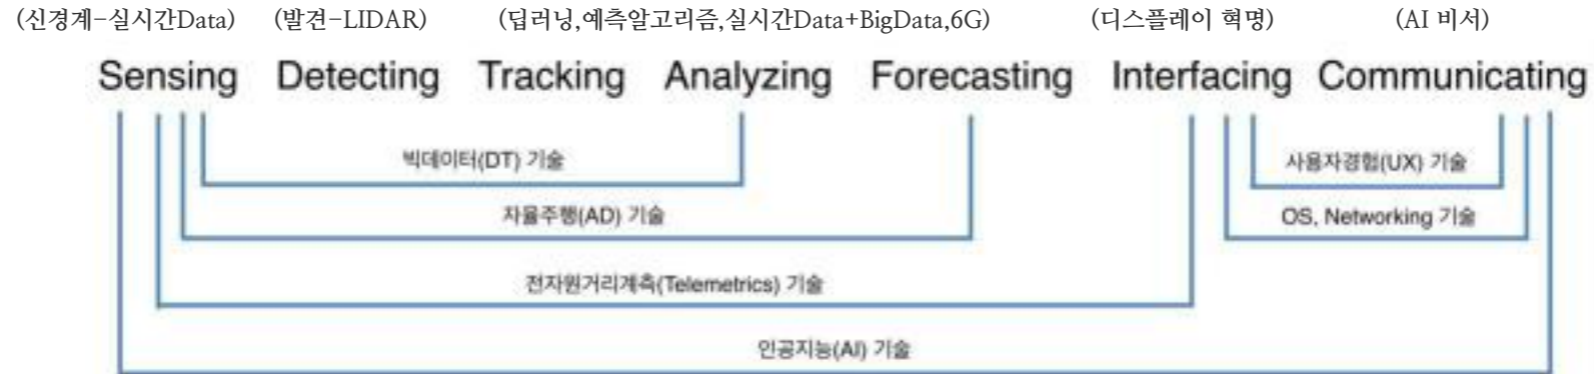 (신경계-실시간Data) (발견-LIDAR) (딥러닝,예측알고리즘,실시간Data+BigData,6G) (디스플레이 혁명) (AI 비서)
Sensing Detecting Tracking Analyzing Forecasting Interfacing Communicating
빅데이터(DT) 기술 사용자경험(UX) 기술
자율주행(AD) 기술 OS, Networking 기술
전자원거리계측(Telemetrics) 기술
인공지능(AI) 기술